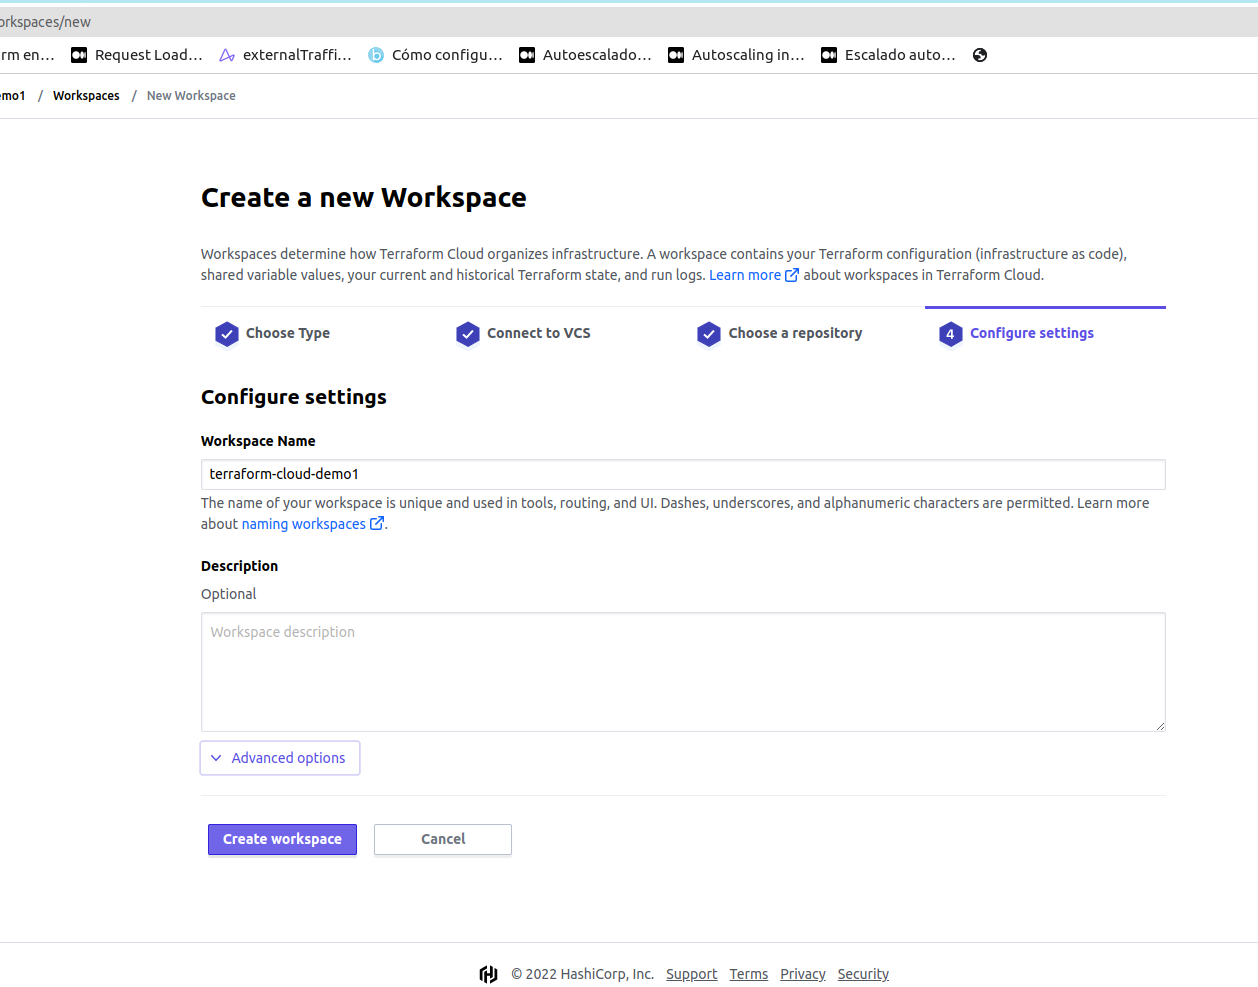 orkspaces/new
rm en... Request Load... externalTraffi... Cómo configu... Autoescalado... Autoscaling in... Escalado auto...
emo1 / Workspaces / New Workspace
Create a new Workspace
Workspaces determine how Terraform Cloud organizes infrastructure. A workspace contains your Terraform configuration (infrastructure as code),
shared variable values, your current and historical Terraform state, and run logs. Learn more about workspaces in Terraform Cloud.
Choose Type Connect to VCS Choose a repository 4 Configure settings
Configure settings
Workspace Name
terraform-cloud-demo1
The name of your workspace is unique and used in tools, routing, and UI. Dashes, underscores, and alphanumeric characters are permitted. Learn more
about naming workspaces.
Description
Optional
Workspace description
Advanced options
Create workspace Cancel
© 2022 HashiCorp, Inc. Support Terms Privacy Security